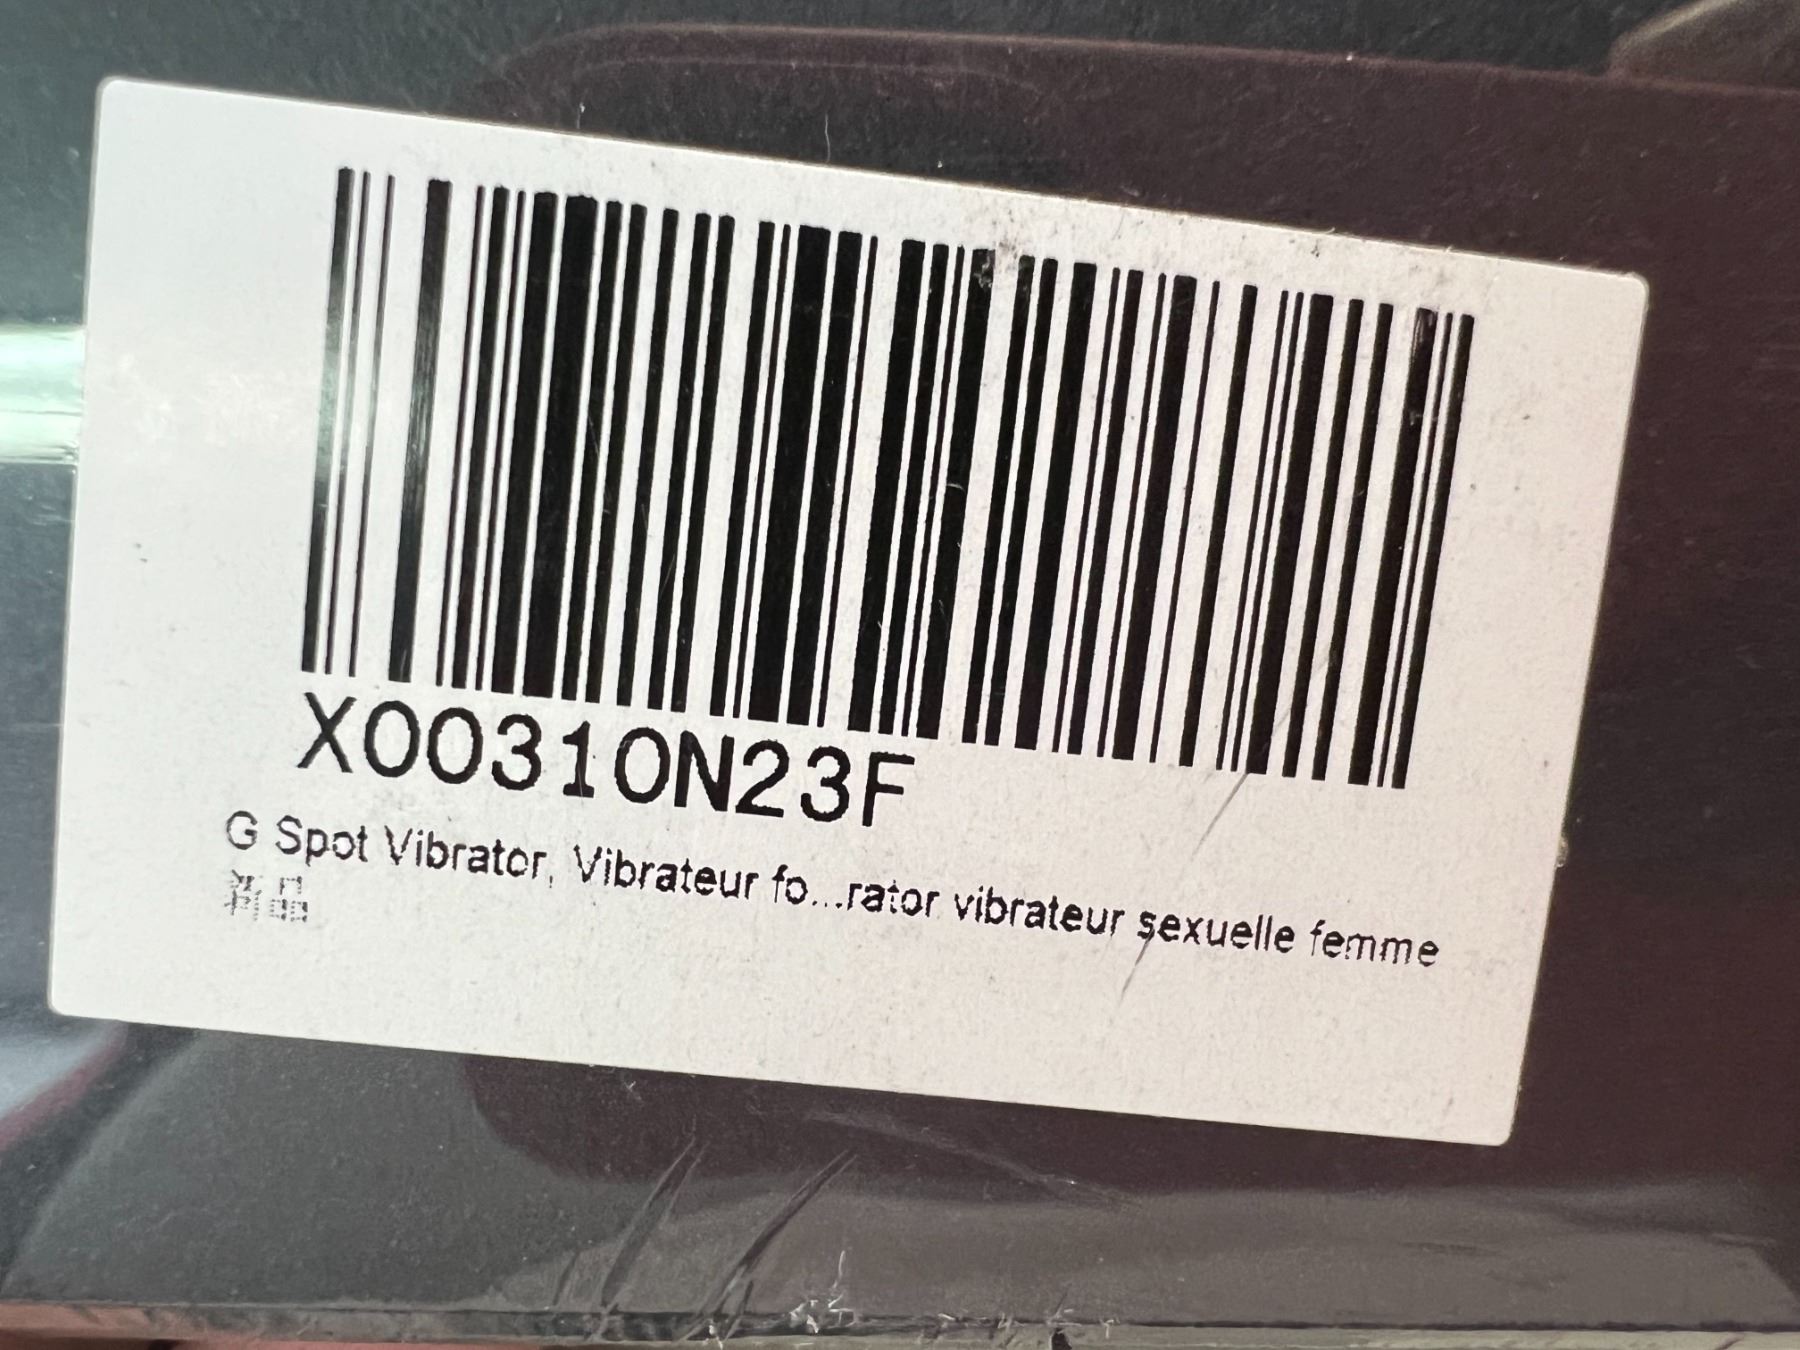 X00310N23F
G Spot Vibrator, Vibrateur fo...rator vibrateur sexuelle femme
新品